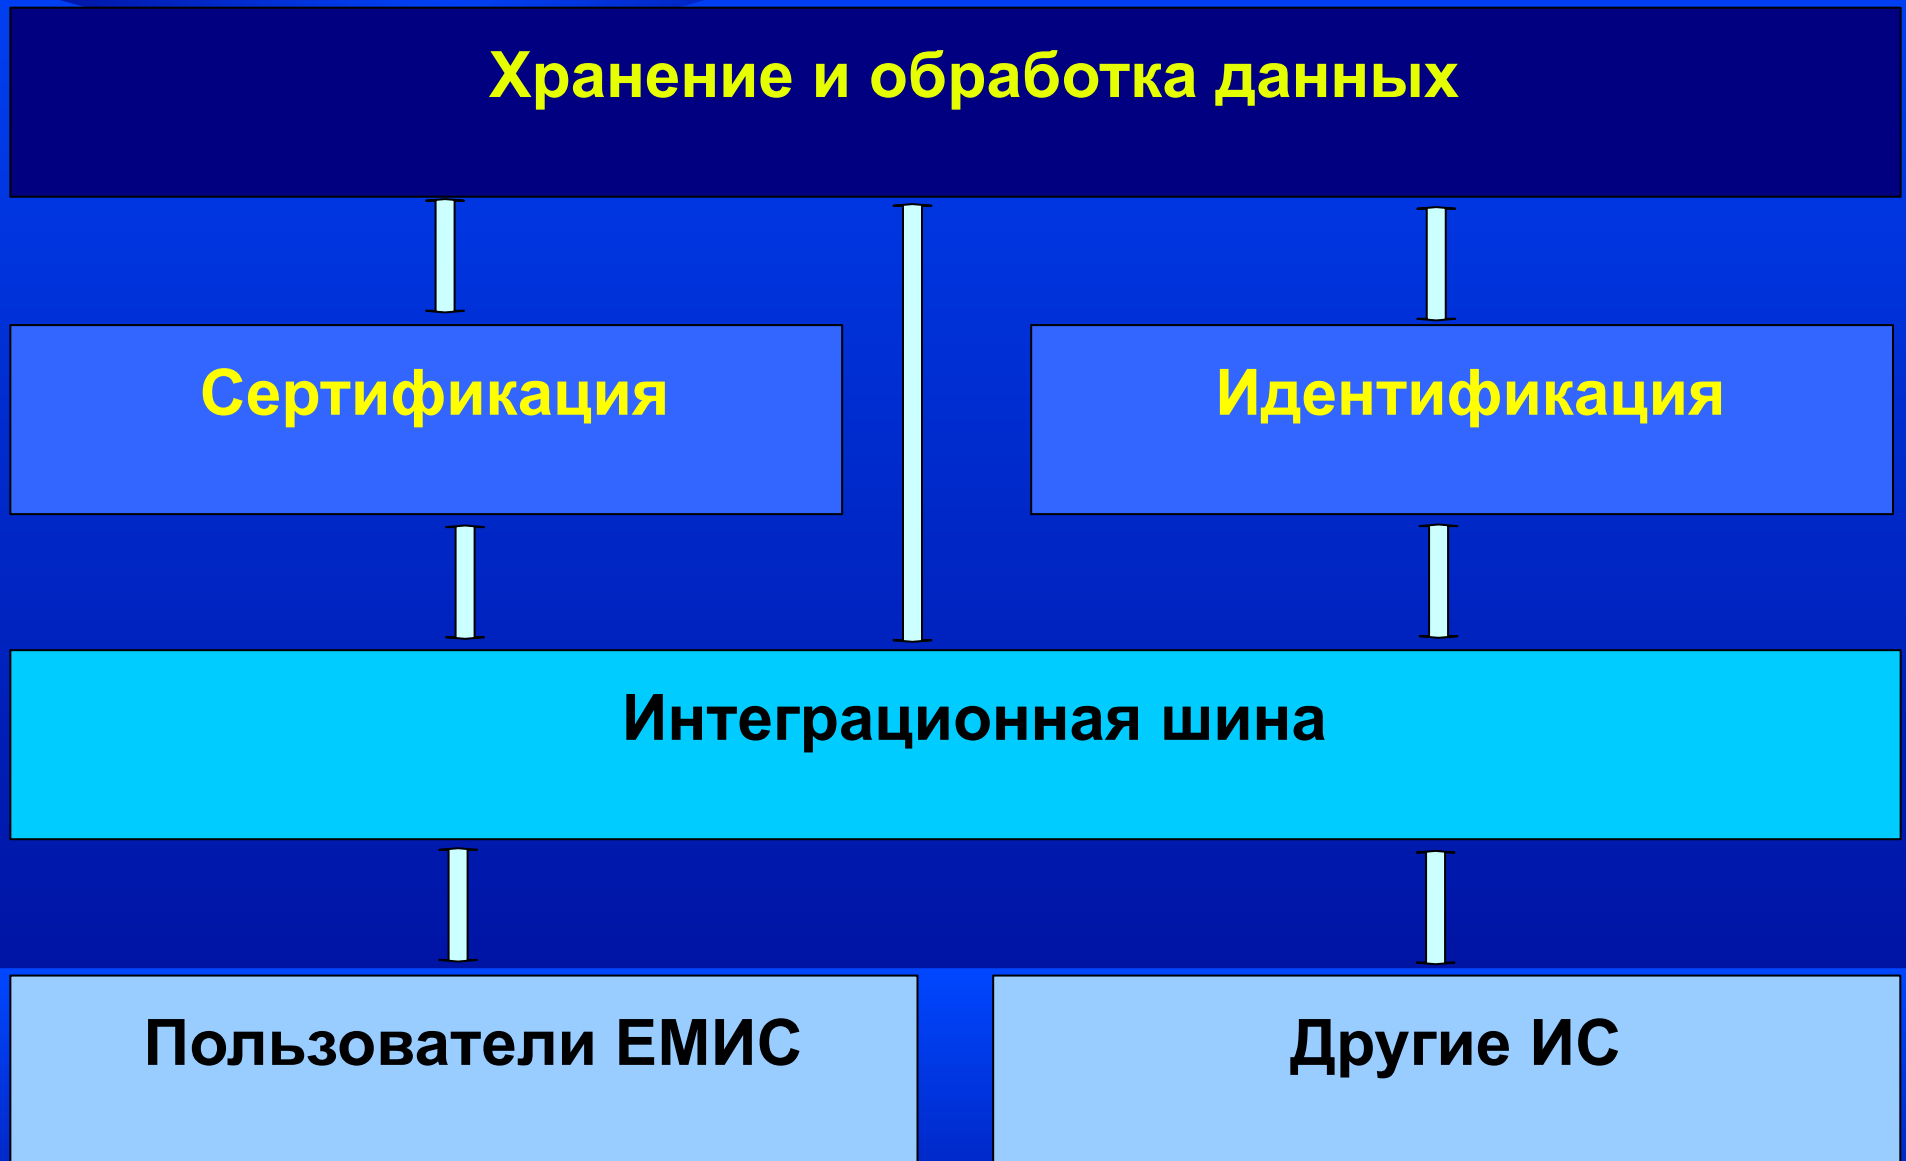 Хранение и обработка данных
Сертификация
Идентификация
Интеграционная шина
Пользователи ЕМИС
Другие ИС